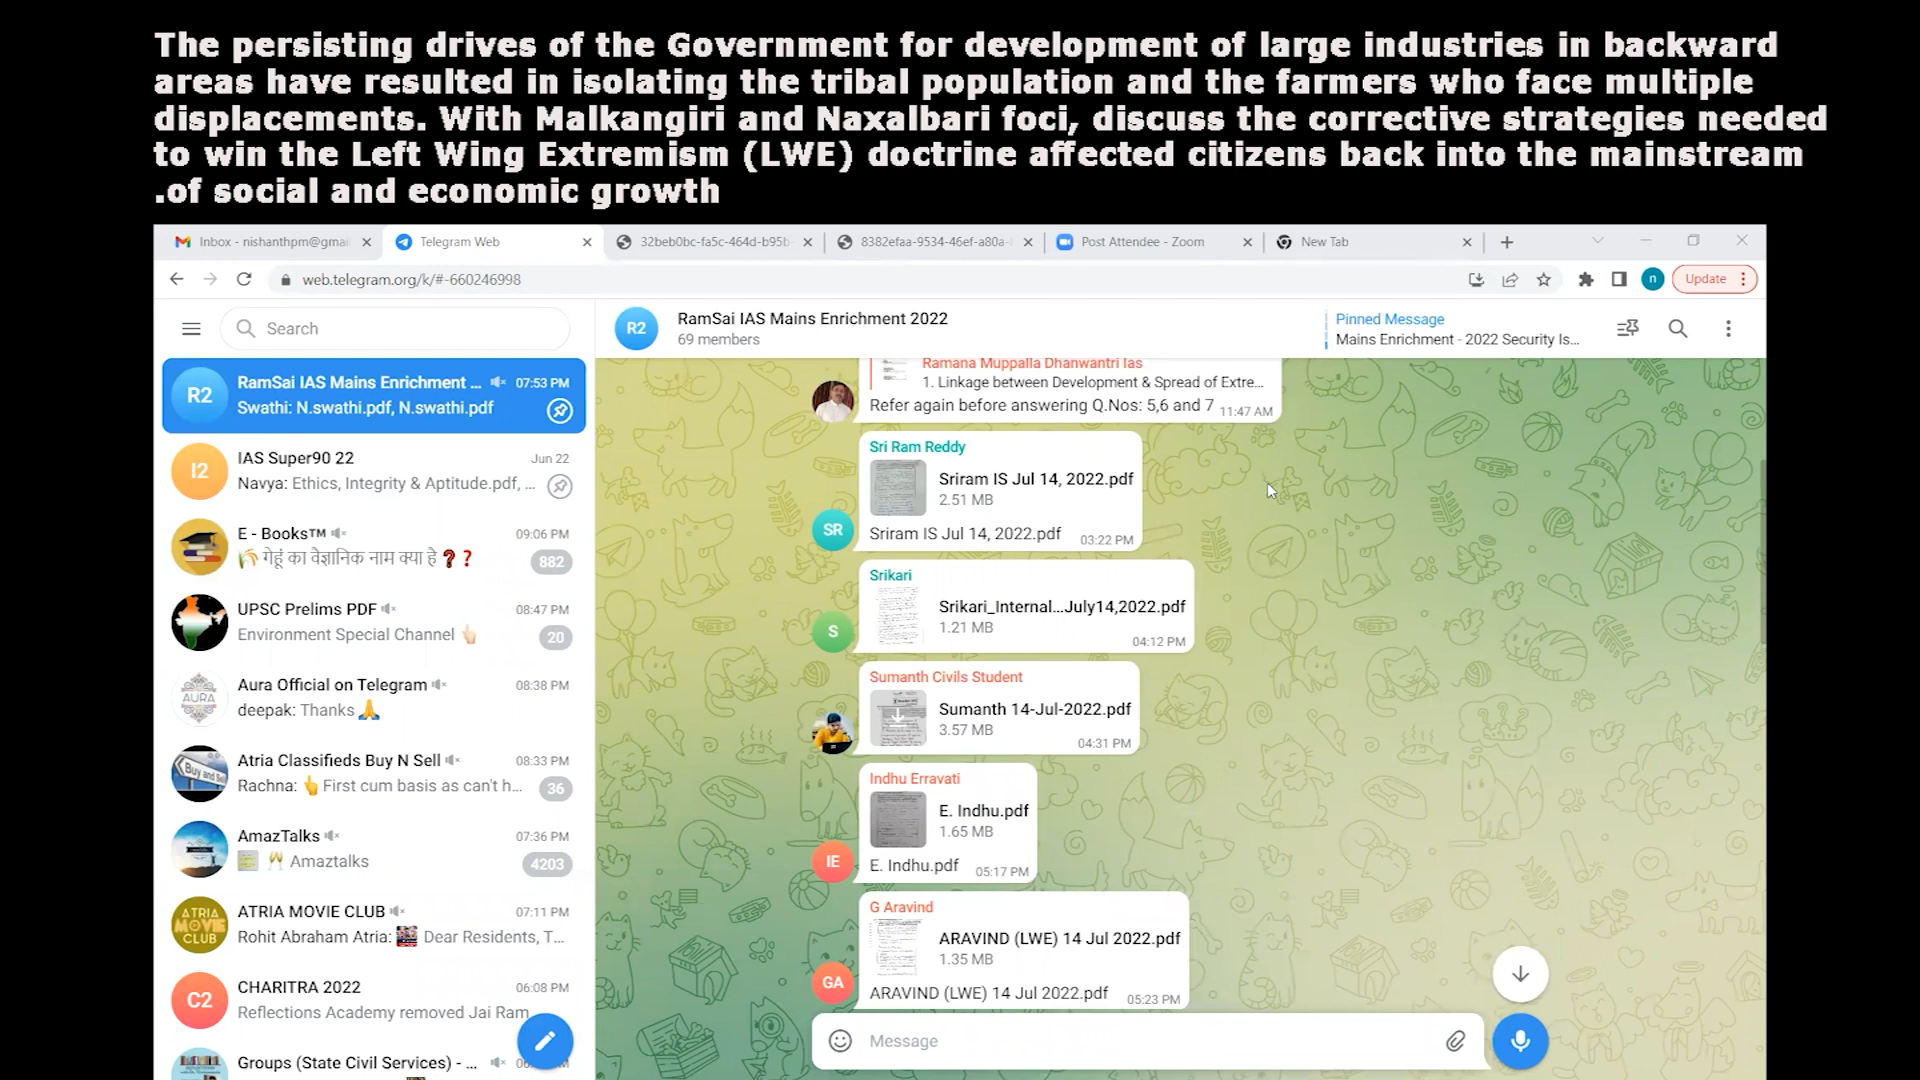 The persisting drives of the Government for development of large industries in backward
areas have resulted in isolating the tribal population and the farmers who face multiple
displacements. With Malkangiri and Naxalbari foci, discuss the corrective strategies needed
to win the Left Wing Extremism (LWE) doctrine affected citizens back into the mainstream
.of social and economic growth
Inbox - nishanthpm@gmai
Telegram Web
32beb0bc-fa5c-464d-b95b-
8382efaa-9534-46ef-a80a-
Post Attendee - Zoom
New Tab
web.telegram.org/k/#-660246998
n
Update
Search
R2
RamSai IAS Mains Enrichment ...
07:53 PM
Swathi: N.swathi.pdf, N.swathi.pdf
I2
IAS Super90 22
Jun 22
Navya: Ethics, Integrity & Aptitude.pdf, ...
E - Books™
09:06 PM
🌾 गेहूं का वेज्ञानिक नाम क्या हे ❓❓
882
UPSC Prelims PDF
08:47 PM
Environment Special Channel 👆🏻
20
AURA
Aura Official on Telegram
08:38 PM
deepak: Thanks 🙏
Buy and Sell
Atria Classifieds Buy N Sell
08:33 PM
Rachna: 👆First cum basis as can't h...
36
AmazTalks
07:36 PM
🥂 Amaztalks
4203
ATRIA
MOVIE
CLUB
ATRIA MOVIE CLUB
07:11 PM
Rohit Abraham Atria: Dear Residents, T...
C2
CHARITRA 2022
06:08 PM
Reflections Academy removed Jai Ram
Groups (State Civil Services) - ...
R2
RamSai IAS Mains Enrichment 2022
69 members
Pinned Message
Mains Enrichment - 2022 Security Is...
Ramana Muppalla Dhanwantri Ias
1. Linkage between Development & Spread of Extre...
Refer again before answering Q.Nos: 5,6 and 7
11:47 AM
Sri Ram Reddy
Sriram IS Jul 14, 2022.pdf
2.51 MB
SR
Sriram IS Jul 14, 2022.pdf
03:22 PM
Srikari
Srikari_Internal...July14,2022.pdf
1.21 MB
S
04:12 PM
Sumanth Civils Student
Sumanth 14-Jul-2022.pdf
3.57 MB
04:31 PM
Indhu Erravati
E. Indhu.pdf
1.65 MB
IE
E. Indhu.pdf
05:17 PM
G Aravind
ARAVIND (LWE) 14 Jul 2022.pdf
1.35 MB
GA
ARAVIND (LWE) 14 Jul 2022.pdf
05:23 PM
Message